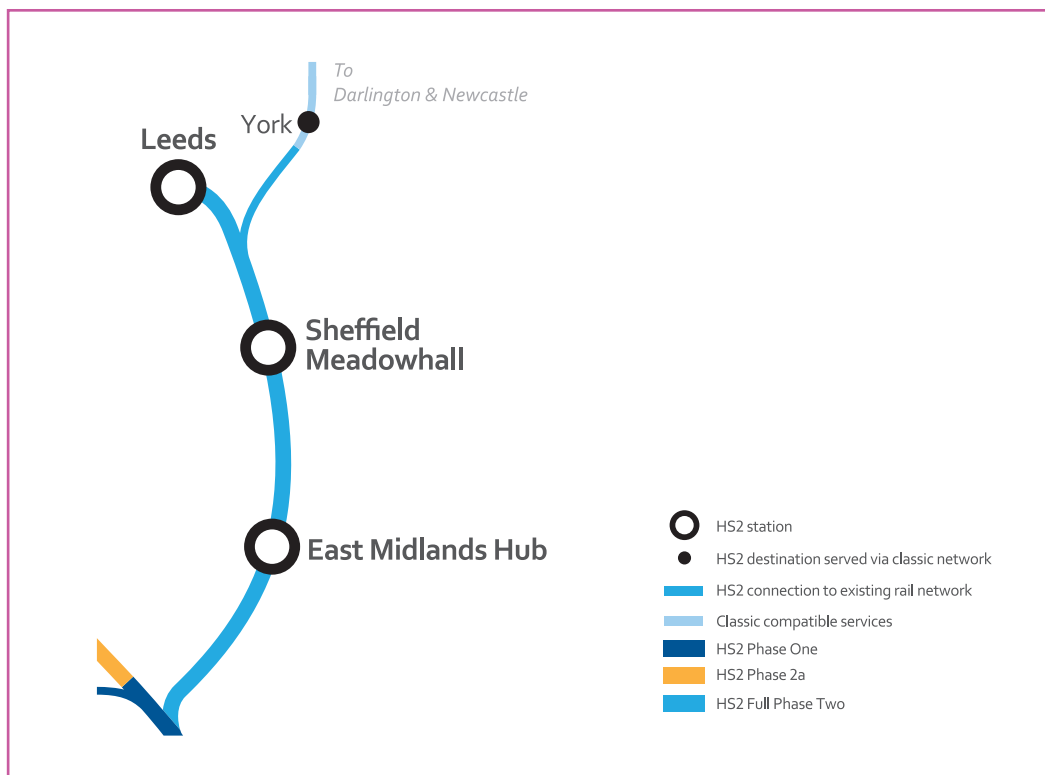 To
Darlington & Newcastle
York
Leeds
Sheffield
Meadowhall
East Midlands Hub
HS2 station
HS2 destination served via classic network
HS2 connection to existing rail network
Classic compatible services
HS2 Phase One
HS2 Phase 2a
HS2 Full Phase Two